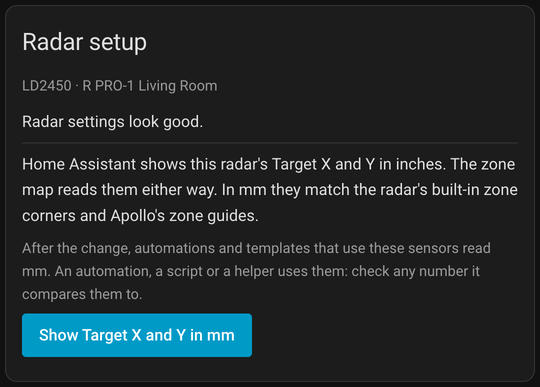 Radar setup
LD2450 · R PRO-1 Living Room
Radar settings look good.
Home Assistant shows this radar's Target X and Y in inches. The zone
map reads them either way. In mm they match the radar's built-in zone
corners and Apollo's zone guides.
After the change, automations and templates that use these sensors read
mm. An automation, a script or a helper uses them: check any number it
compares them to.
Show Target X and Y in mm